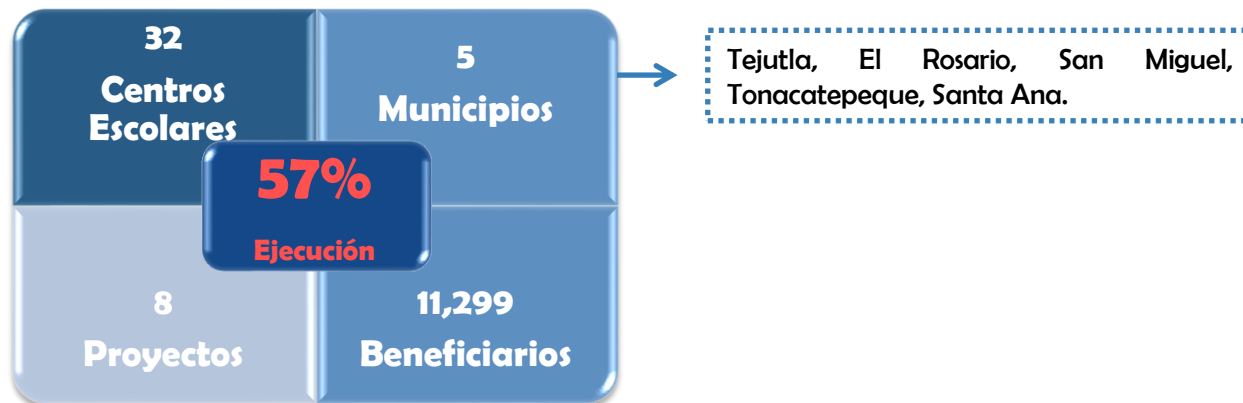 32
Centros
Escolares
5
Municipios
Tejutla, El Rosario, San Miguel,
Tonacatepeque, Santa Ana.
57%
Ejecución
8
Proyectos
11,299
Beneficiarios